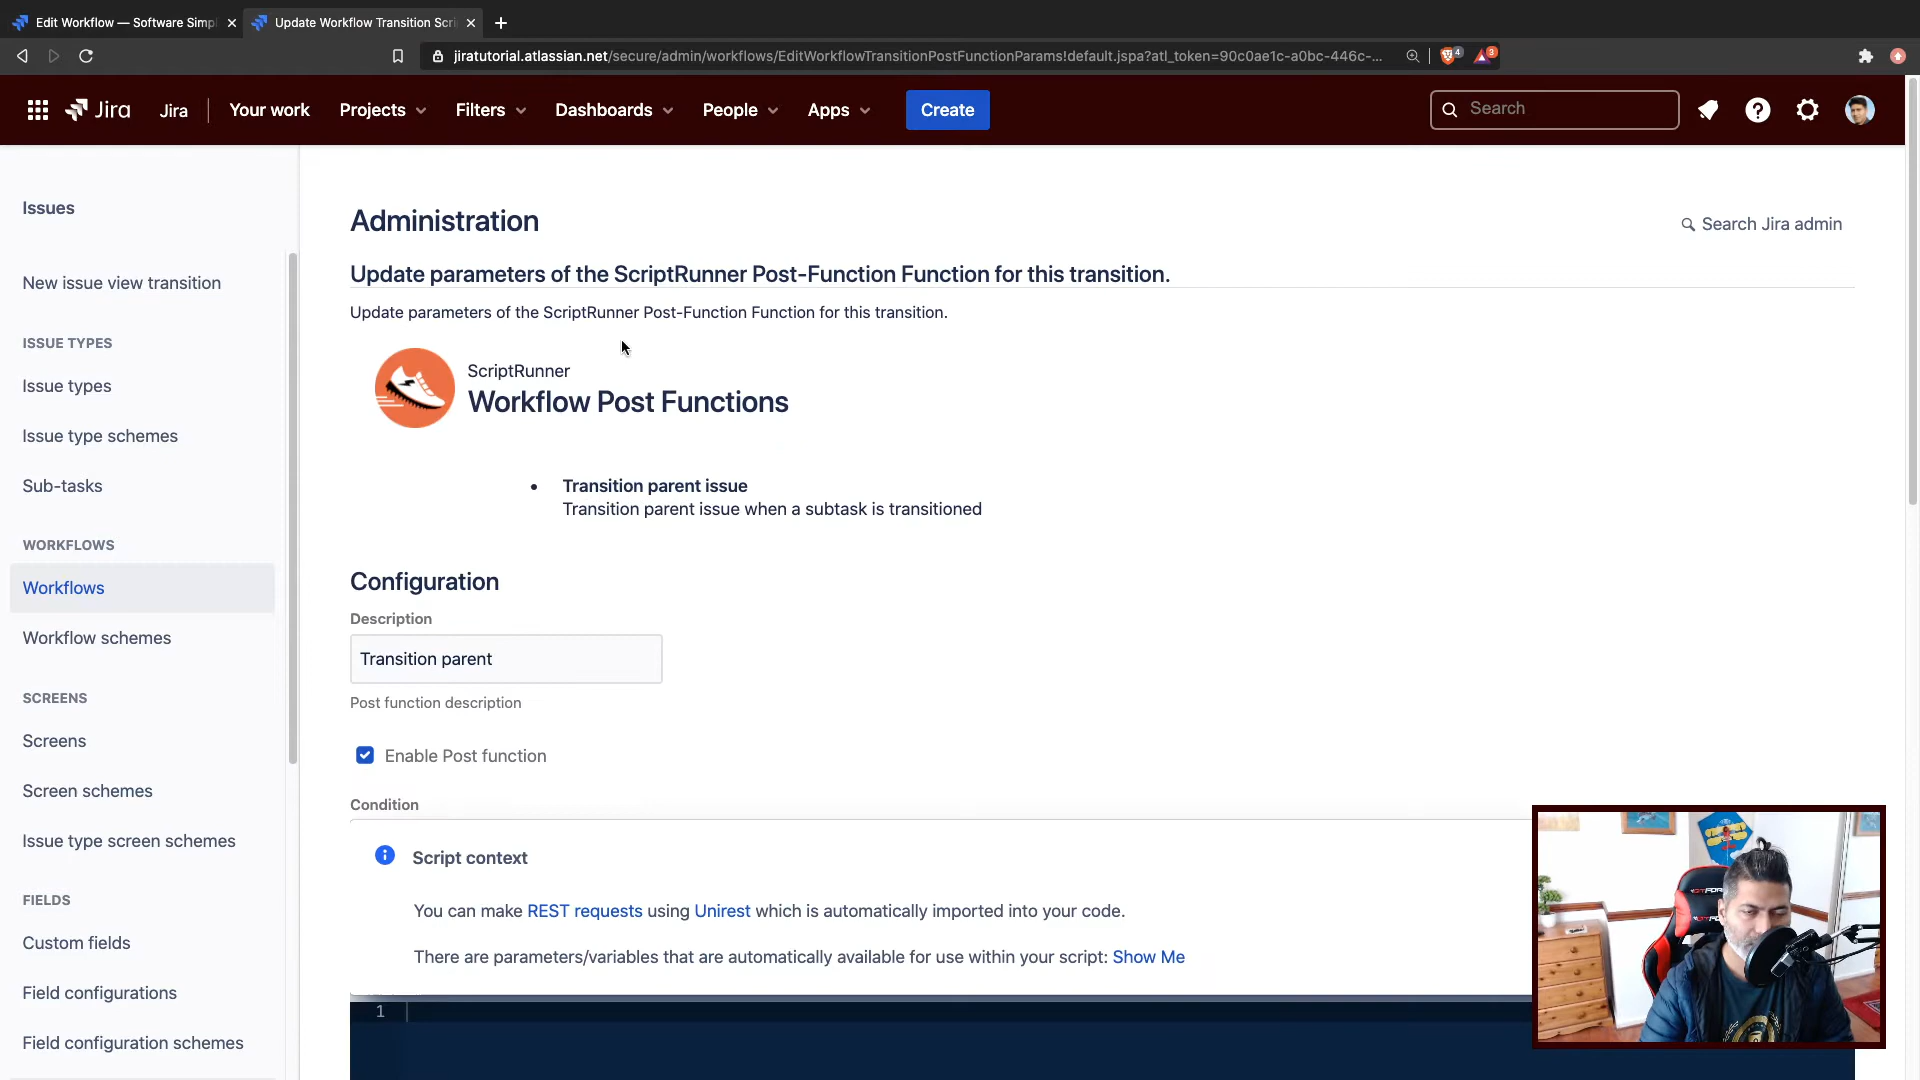 Edit Workflow — Software Simpl
Update Workflow Transition Scri
jiratutorial.atlassian.net/secure/admin/workflows/EditWorkflowTransitionPostFunctionParams!default.jspa?atl_token=90c0ae1c-a0bc-446c-...
4
3
Jira
Jira
Your work
Projects
Filters
Dashboards
People
Apps
Create
Search
Issues
New issue view transition
ISSUE TYPES
Issue types
Issue type schemes
Sub-tasks
WORKFLOWS
Workflows
Workflow schemes
SCREENS
Screens
Screen schemes
Issue type screen schemes
FIELDS
Custom fields
Field configurations
Field configuration schemes
Administration
Search Jira admin
Update parameters of the ScriptRunner Post-Function Function for this transition.
Update parameters of the ScriptRunner Post-Function Function for this transition.
ScriptRunner
Workflow Post Functions
• Transition parent issue
Transition parent issue when a subtask is transitioned
Configuration
Description
Transition parent
Post function description
Enable Post function
Condition
Script context
You can make REST requests using Unirest which is automatically imported into your code.
There are parameters/variables that are automatically available for use within your script: Show Me
1